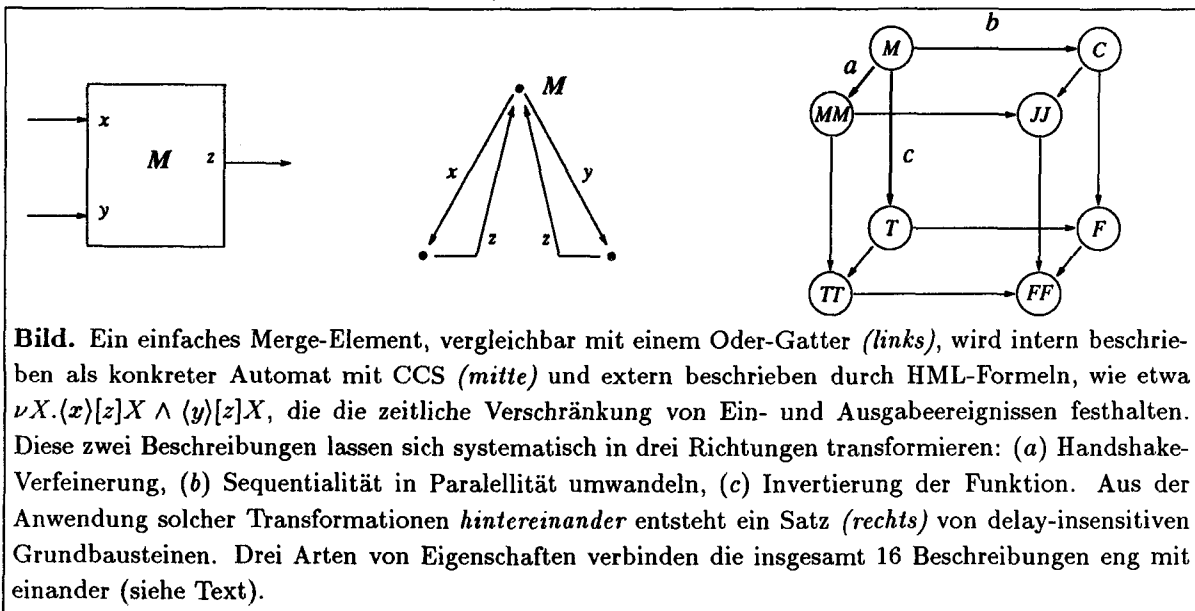 x
y
M
z
M
x
y
z
z
b
M
C
a
MM
JJ
c
T
F
TT
FF
Bild. Ein einfaches Merge-Element, vergleichbar mit einem Oder-Gatter (links), wird intern beschrie-
ben als konkreter Automat mit CCS (mitte) und extern beschrieben durch HML-Formeln, wie etwa
νX.⟨x⟩[z]X ∧ ⟨y⟩[z]X, die die zeitliche Verschränkung von Ein- und Ausgabeereignissen festhalten.
Diese zwei Beschreibungen lassen sich systematisch in drei Richtungen transformieren: (a) Handshake-
Verfeinerung, (b) Sequentialität in Paralellität umwandeln, (c) Invertierung der Funktion. Aus der
Anwendung solcher Transformationen hintereinander entsteht ein Satz (rechts) von delay-insensitiven
Grundbausteinen. Drei Arten von Eigenschaften verbinden die insgesamt 16 Beschreibungen eng mit
einander (siehe Text).